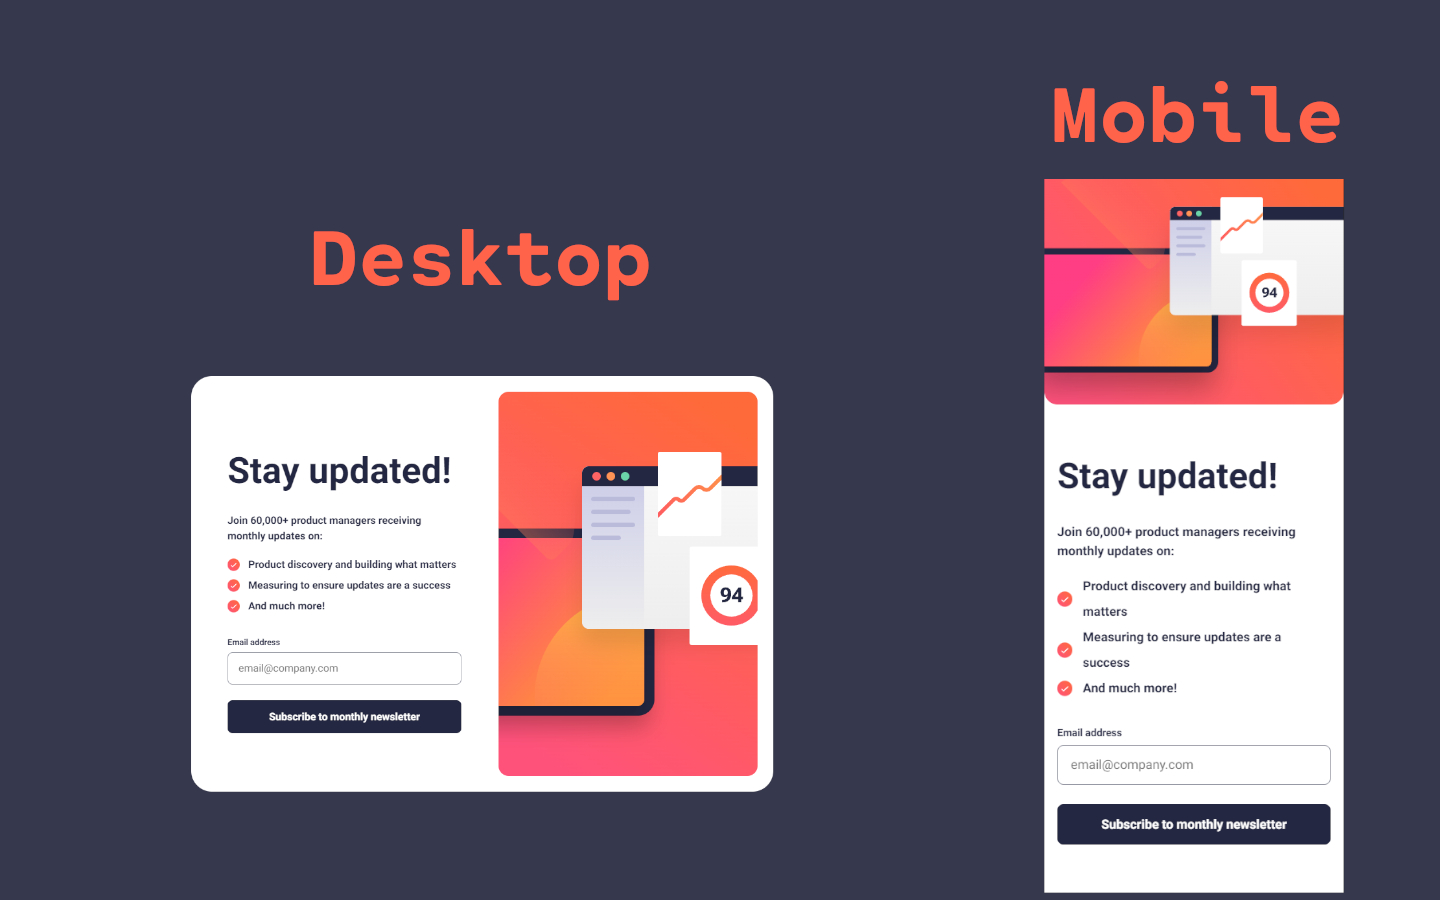 Desktop
Stay updated!
Join 60,000+ product managers receiving
monthly updates on:
Product discovery and building what matters
Measuring to ensure updates are a success
And much more!
Email address
email@company.com
Subscribe to monthly newsletter
94
Mobile
94
Stay updated!
Join 60,000+ product managers receiving
monthly updates on:
Product discovery and building what
matters
Measuring to ensure updates are a
success
And much more!
Email address
email@company.com
Subscribe to monthly newsletter